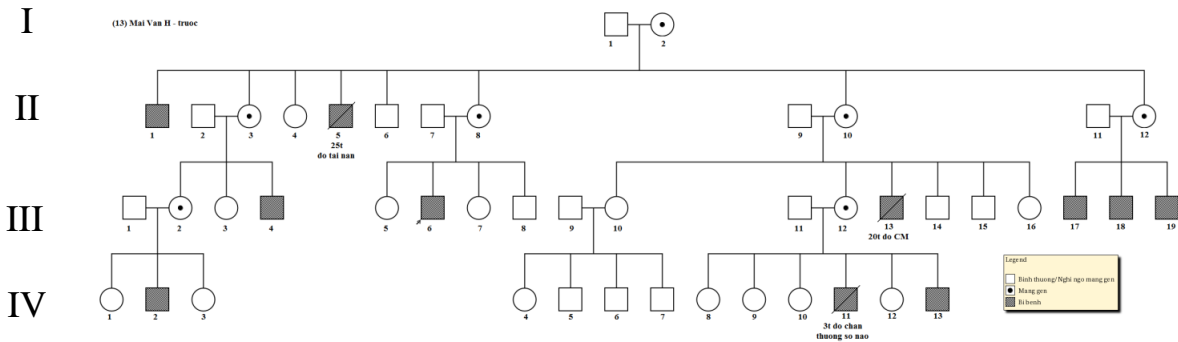 I
(13) Mai Van H - truoc
1 2
II
1 2 3 4 5 6 7 8 9 10 11 12
25t
do tai nan
III
1 2 3 4 5 6 7 8 9 10 11 12 13 14 15 16 17 18 19
20t do CM
IV
1 2 3 4 5 6 7 8 9 10 11 12 13
3t do chan
thuong so nao
Legend
Binh thuong/Nghi ngo mang gen
Mang gen
Bi benh